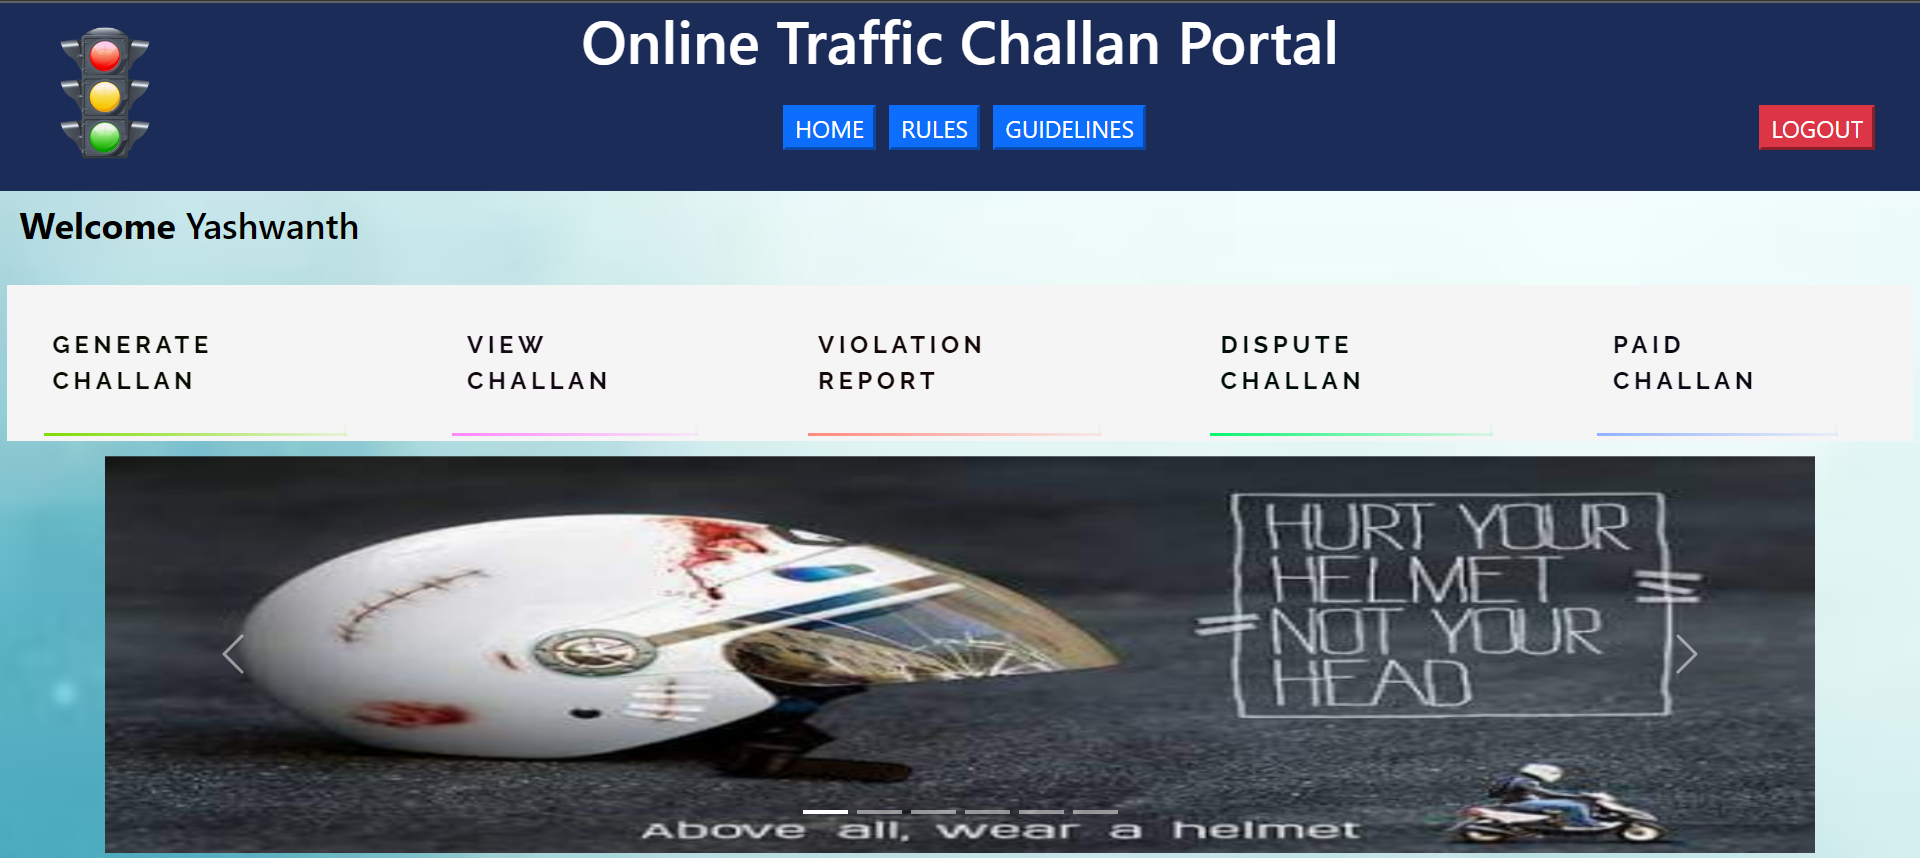 Online Traffic Challan Portal
HOME RULES GUIDELINES LOGOUT
Welcome Yashwanth
GENERATE
CHALLAN
VIEW
CHALLAN
VIOLATION
REPORT
DISPUTE
CHALLAN
PAID
CHALLAN
HURT YOUR
HELMET
NOT YOUR
HEAD
Above all, wear a helmet